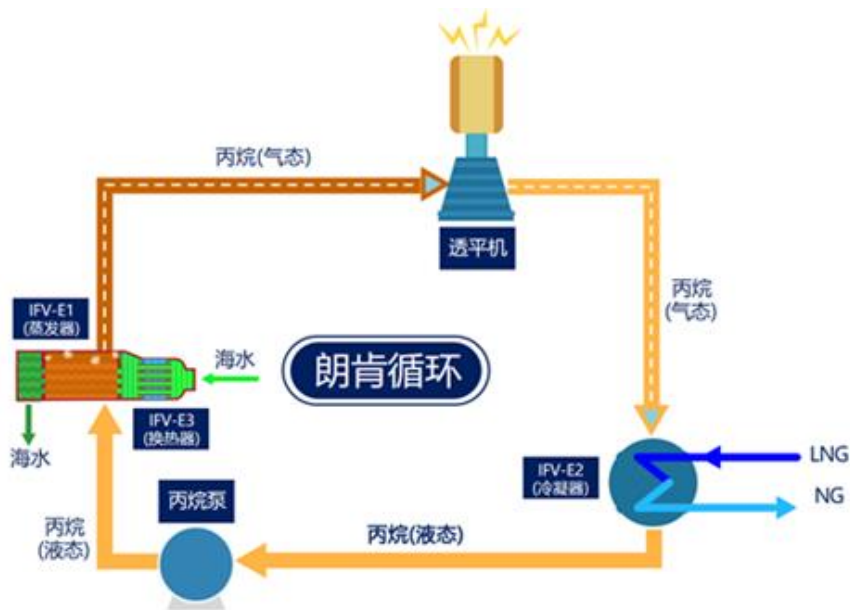 丙烷(气态)
透平机
丙烷
(气态)
IFV-E1
(蒸发器)
海水
朗肯循环
IFV-E3
(换热器)
海水
IFV-E2
(冷凝器)
LNG
NG
丙烷泵
丙烷
(液态)
丙烷(液态)